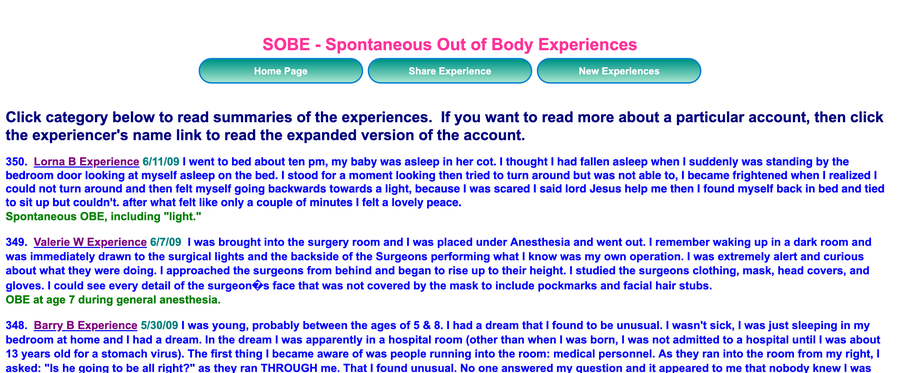 SOBE - Spontaneous Out of Body Experiences
Home Page
Share Experience
New Experiences
Click category below to read summaries of the experiences.  If you want to read more about a particular account, then click
the experiencer's name link to read the expanded version of the account.
350.  Lorna B Experience 6/11/09 I went to bed about ten pm, my baby was asleep in her cot. I thought I had fallen asleep when I suddenly was standing by the
bedroom door looking at myself asleep on the bed. I stood for a moment looking then tried to turn around but was not able to, I became frightened when I realized I
could not turn around and then felt myself going backwards towards a light, because I was scared I said lord Jesus help me then I found myself back in bed and tied
to sit up but couldn't. after what felt like only a couple of minutes I felt a lovely peace.
Spontaneous OBE, including "light."
349.  Valerie W Experience 6/7/09  I was brought into the surgery room and I was placed under Anesthesia and went out. I remember waking up in a dark room and
was immediately drawn to the surgical lights and the backside of the Surgeons performing what I know was my own operation. I was extremely alert and curious
about what they were doing. I approached the surgeons from behind and began to rise up to their height. I studied the surgeons clothing, mask, head covers, and
gloves. I could see every detail of the surgeon�s face that was not covered by the mask to include pockmarks and facial hair stubs.
OBE at age 7 during general anesthesia.
348.  Barry B Experience 5/30/09 I was young, probably between the ages of 5 & 8. I had a dream that I found to be unusual. I wasn't sick, I was just sleeping in my
bedroom at home and I had a dream. In the dream I was apparently in a hospital room (other than when I was born, I was not admitted to a hospital until I was about
13 years old for a stomach virus). The first thing I became aware of was people running into the room: medical personnel. As they ran into the room from my right, I
asked: "Is he going to be all right?" as they ran THROUGH me. That I found unusual. No one answered my question and it appeared to me that nobody knew I was